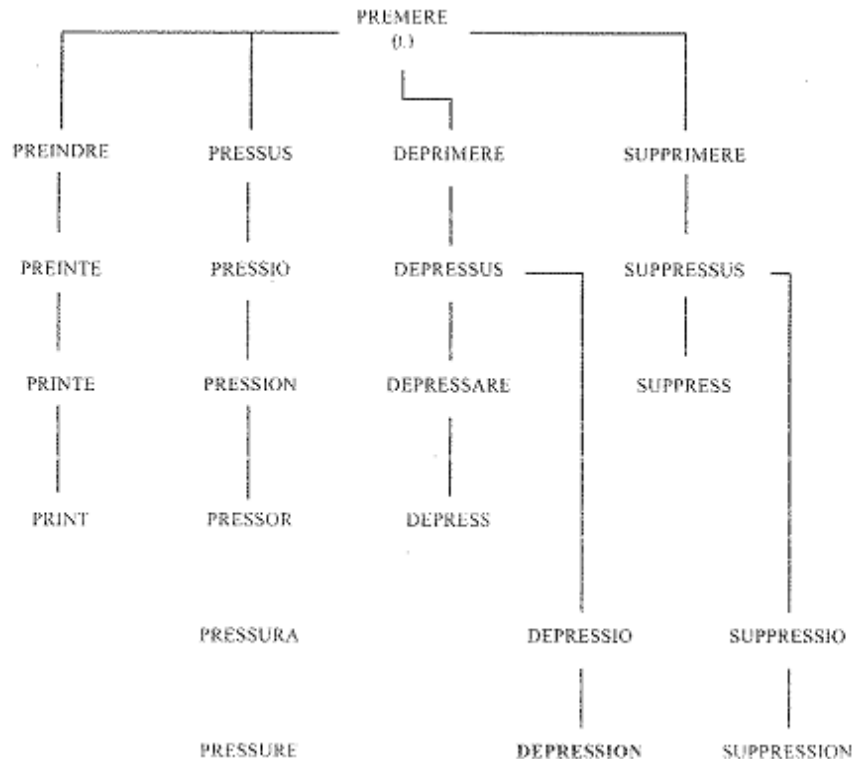 PREMERE
(L)
PREINDRE PRESSUS DEPRIMERE SUPPRIMERE
PREINTE PRESSIO DEPRESSUS SUPPRESSUS
PRINTE PRESSION DEPRESSARE SUPPRESS
PRINT PRESSOR DEPRESS
PRESSURA DEPRESSIO SUPPRESSIO
PRESSURE DEPRESSION SUPPRESSION